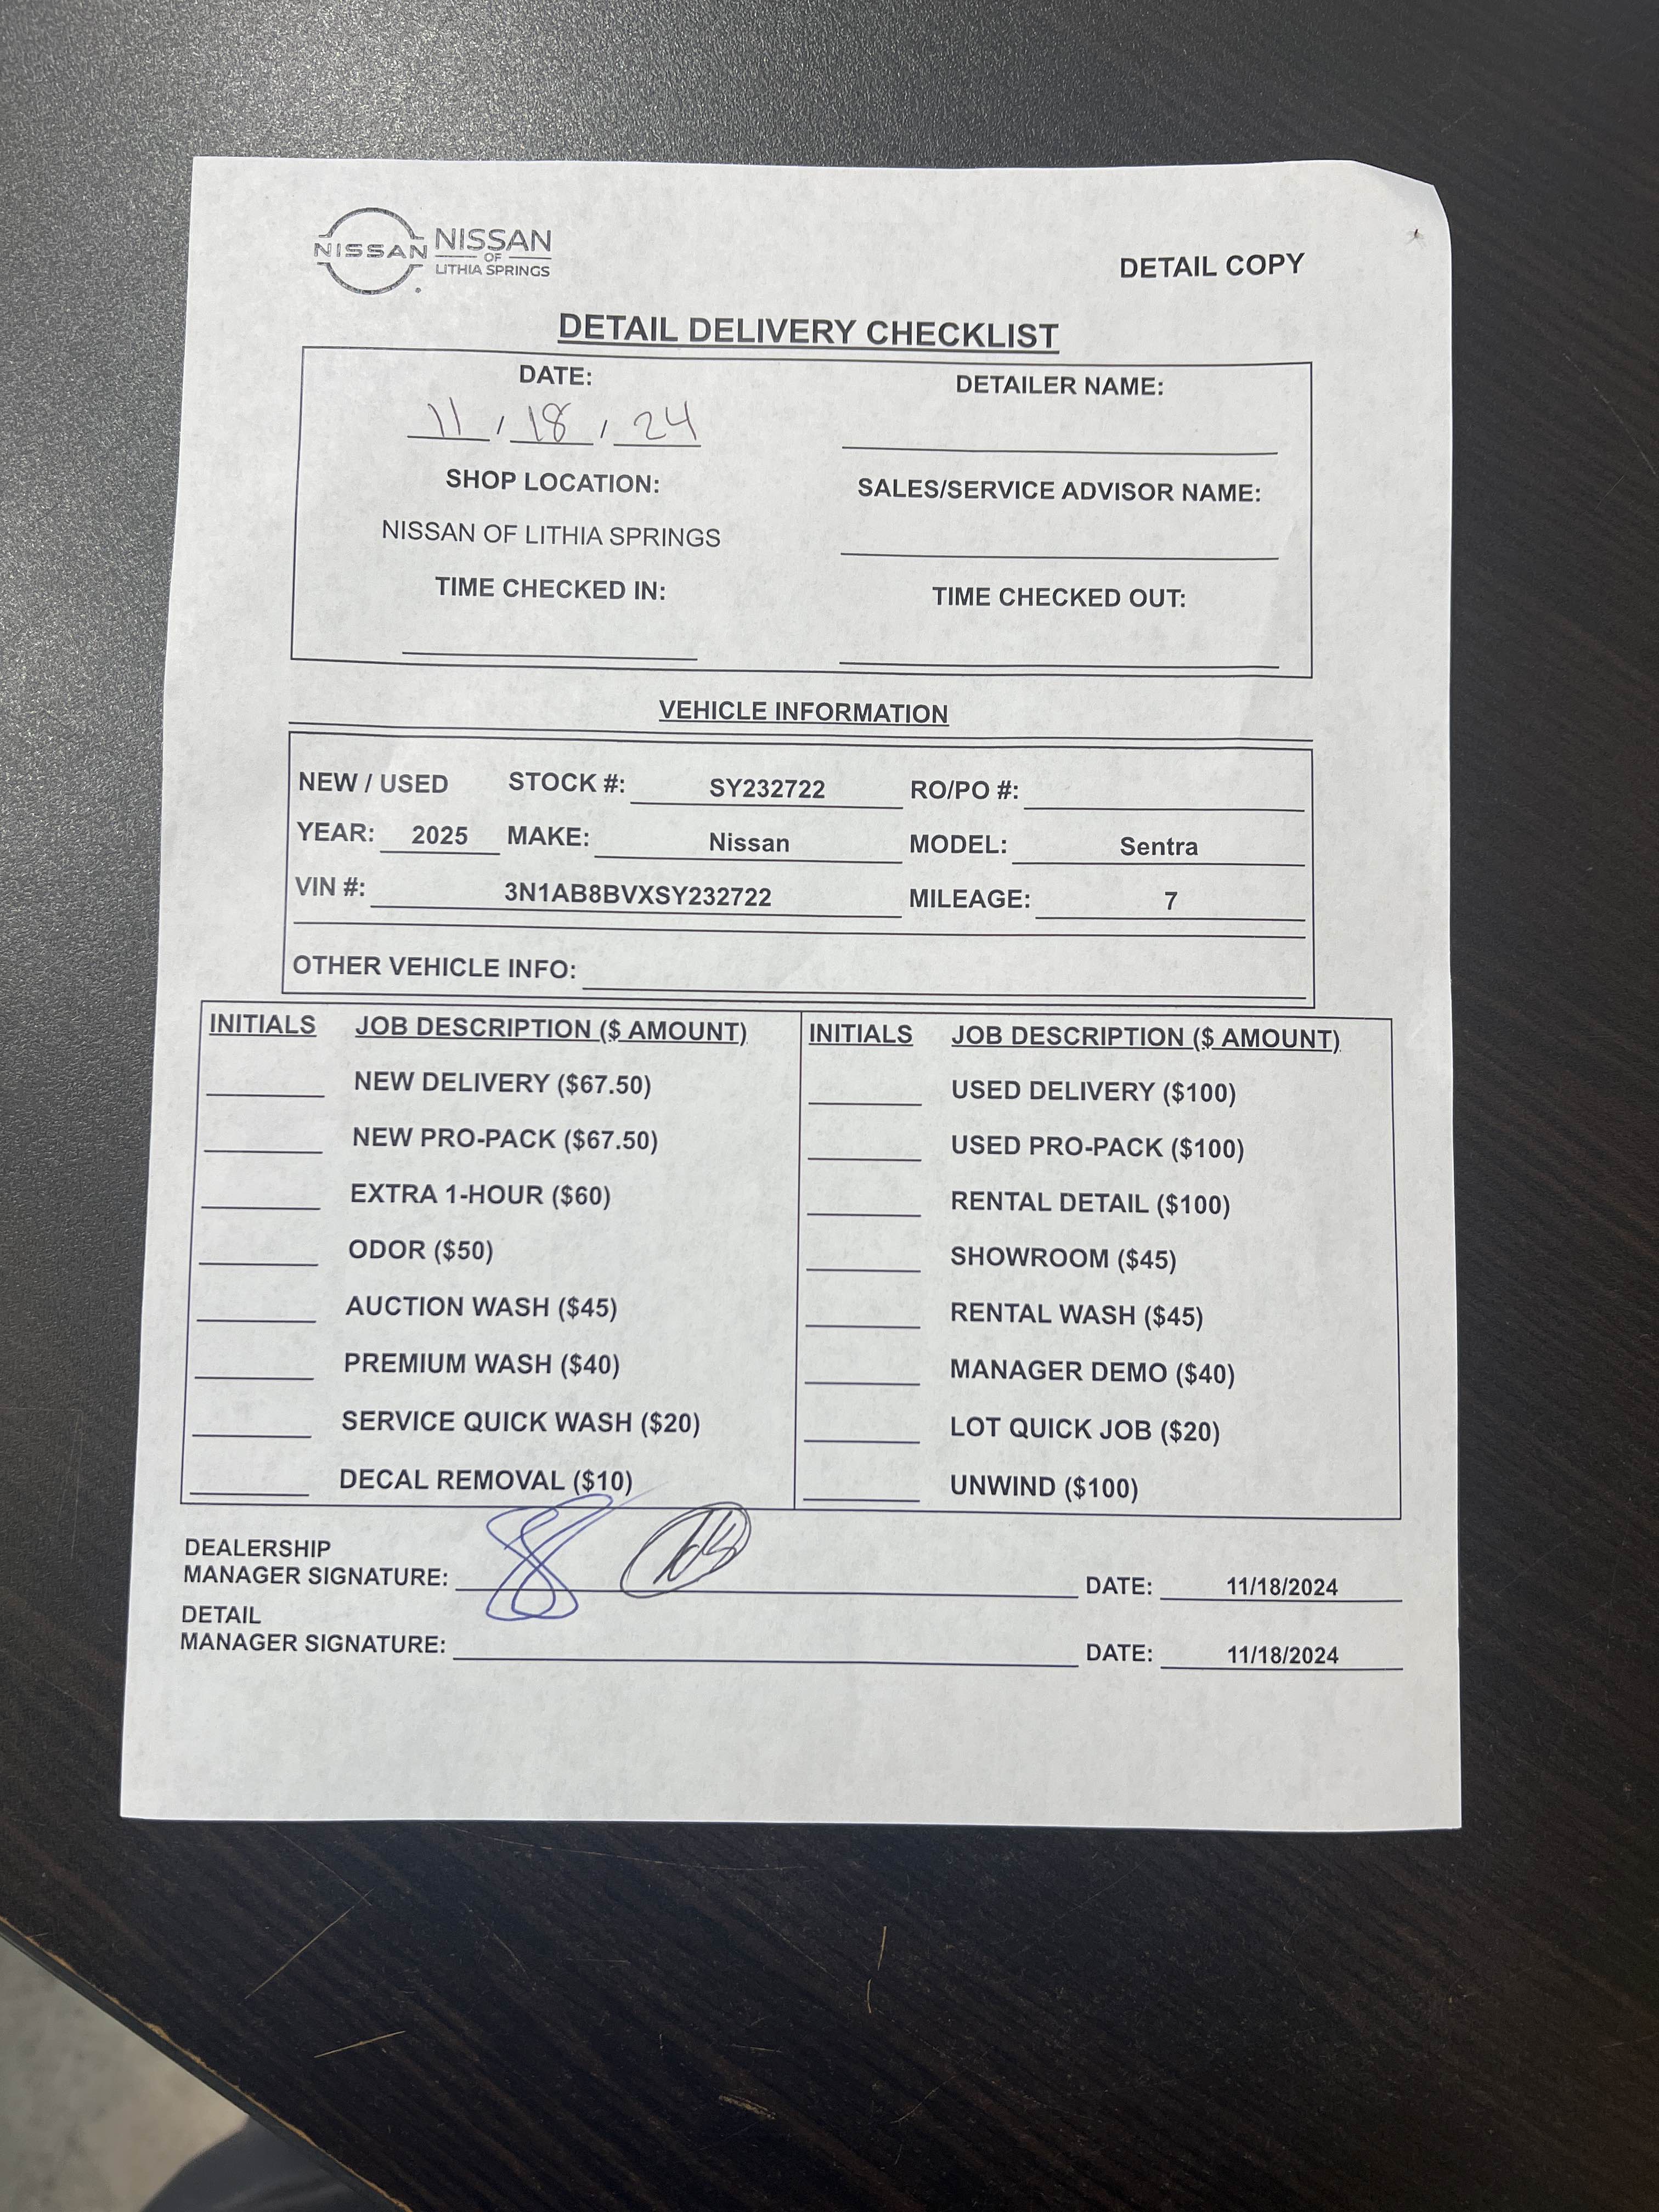 NISSAN NISSAN
OF
LITHIA SPRINGS
DETAIL COPY
DETAIL DELIVERY CHECKLIST
DATE: DETAILER NAME:
11 / 18 / 24
SHOP LOCATION: SALES/SERVICE ADVISOR NAME:
NISSAN OF LITHIA SPRINGS
TIME CHECKED IN: TIME CHECKED OUT:
VEHICLE INFORMATION
NEW / USED STOCK #: SY232722 RO/PO #:
YEAR: 2025 MAKE: Nissan MODEL: Sentra
VIN #: 3N1AB8BVXSY232722 MILEAGE: 7
OTHER VEHICLE INFO:
INITIALS JOB DESCRIPTION ($ AMOUNT) INITIALS JOB DESCRIPTION ($ AMOUNT)
NEW DELIVERY ($67.50) USED DELIVERY ($100)
NEW PRO-PACK ($67.50) USED PRO-PACK ($100)
EXTRA 1-HOUR ($60) RENTAL DETAIL ($100)
ODOR ($50) SHOWROOM ($45)
AUCTION WASH ($45) RENTAL WASH ($45)
PREMIUM WASH ($40) MANAGER DEMO ($40)
SERVICE QUICK WASH ($20) LOT QUICK JOB ($20)
DECAL REMOVAL ($10) UNWIND ($100)
DEALERSHIP
MANAGER SIGNATURE: DATE: 11/18/2024
DETAIL
MANAGER SIGNATURE: DATE: 11/18/2024